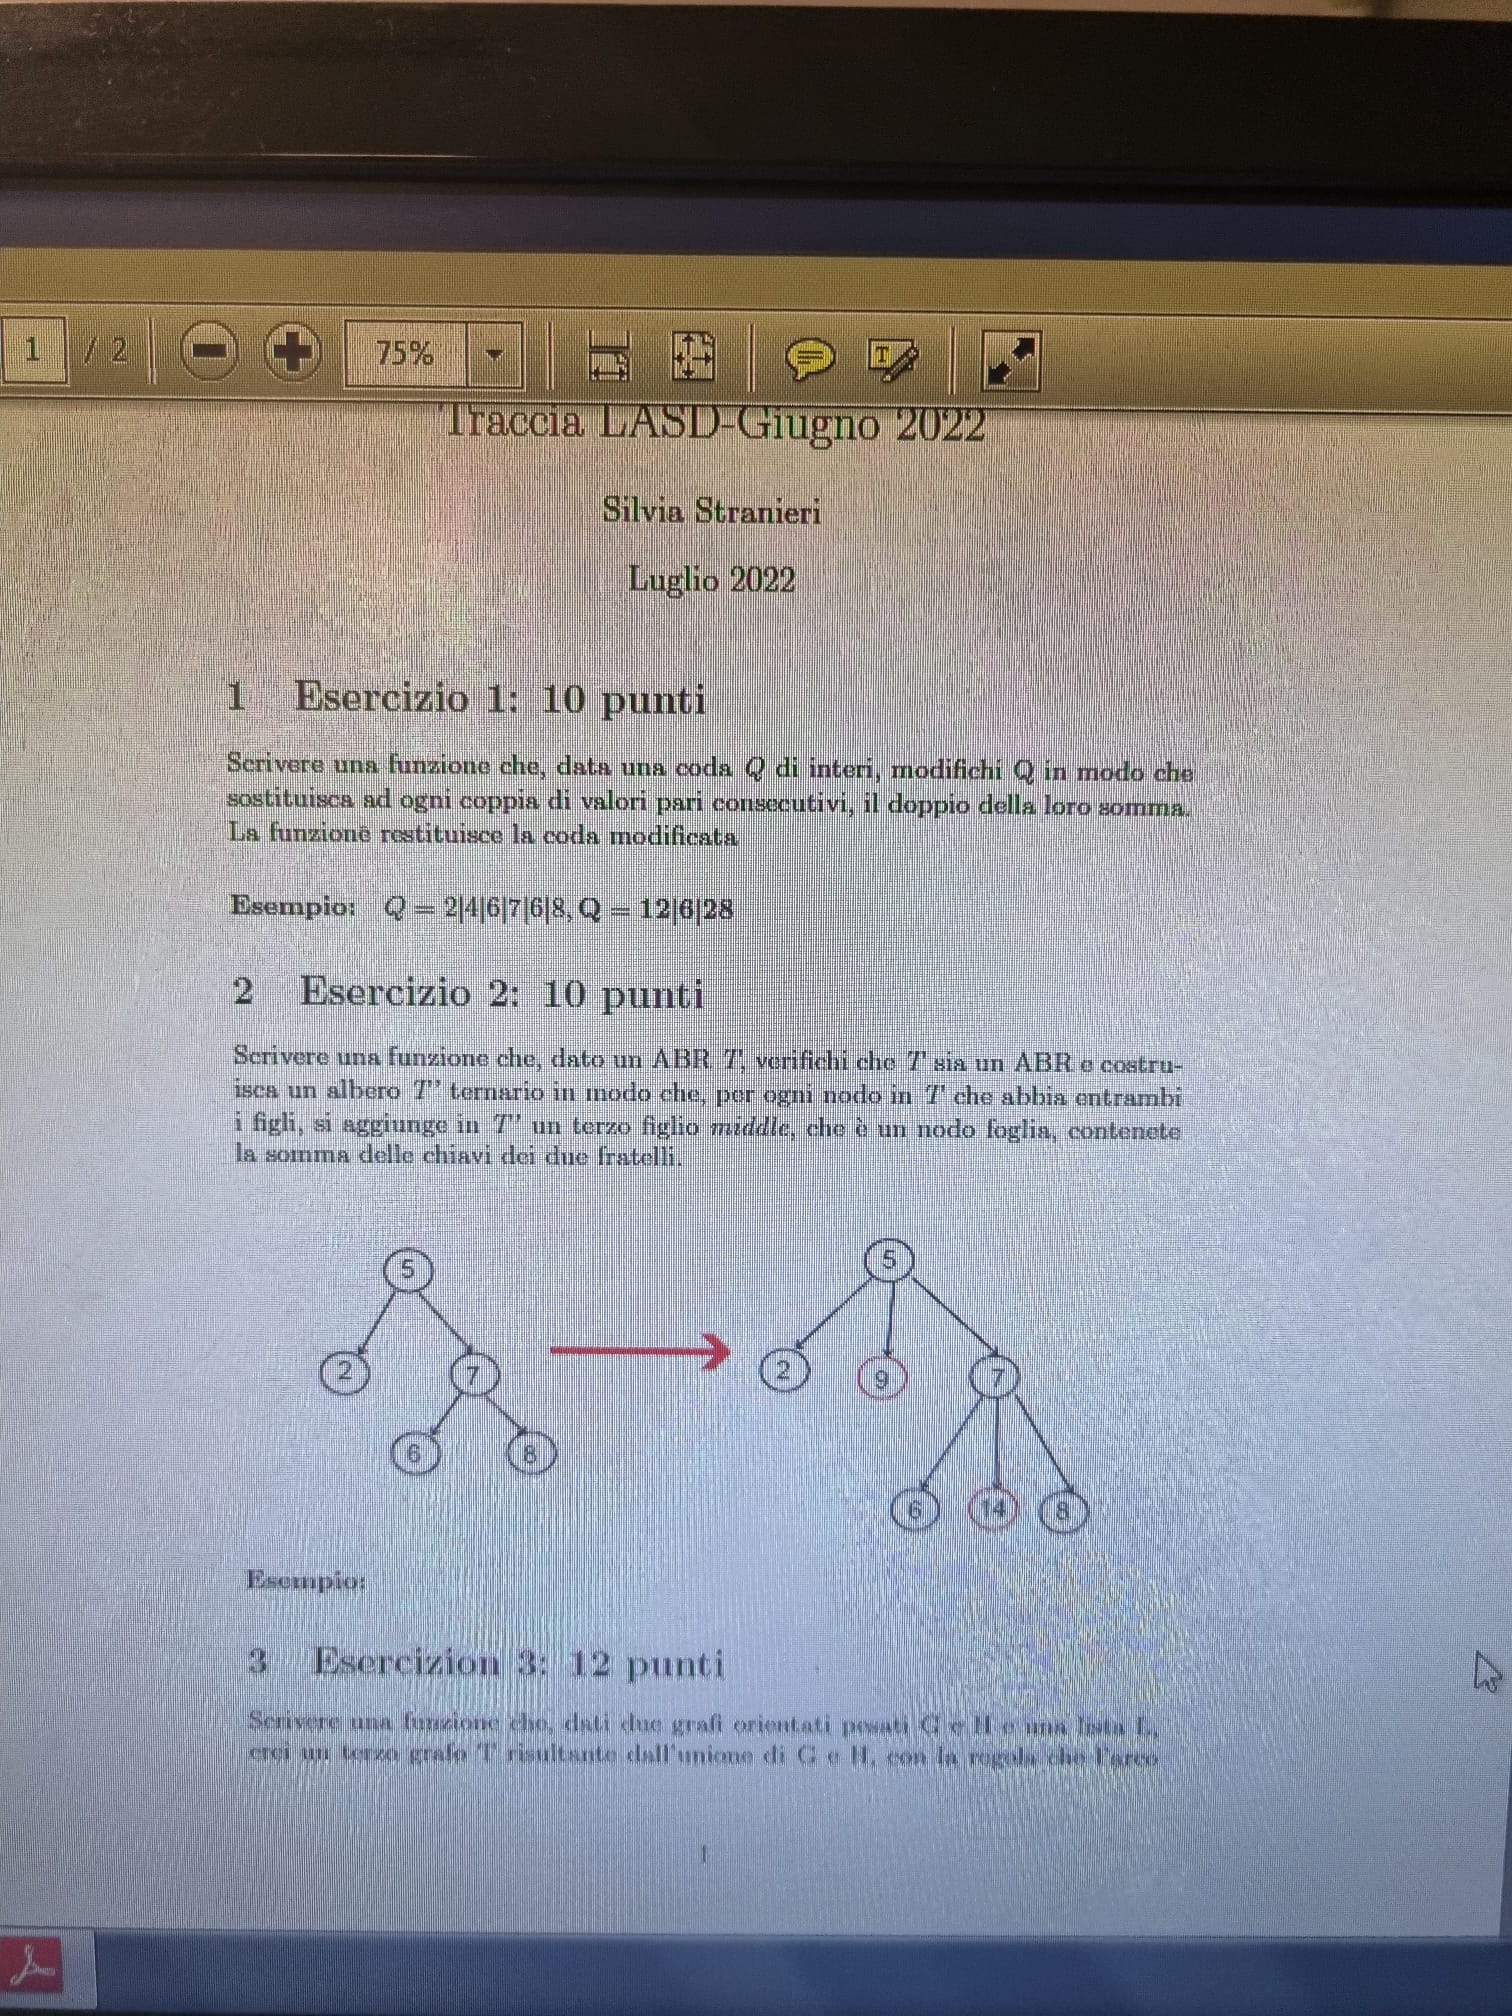 1 / 2 75%
Traccia LASD-Giugno 2022
Silvia Stranieri
Luglio 2022
1 Esercizio 1: 10 punti
Scrivere una funzione che, data una coda Q di interi, modifichi Q in modo che
sostituisca ad ogni coppia di valori pari consecutivi, il doppio della loro somma.
La funzione restituisce la coda modificata
Esempio: Q = 2|4|6|7|6|8, Q = 12|6|28
2 Esercizio 2: 10 punti
Scrivere una funzione che, dato un ABR T, verifichi che T sia un ABR e costru-
isca un albero T' ternario in modo che, per ogni nodo in T che abbia entrambi
i figli, si aggiunge in T' un terzo figlio middle, che è un nodo foglia, contenete
la somma delle chiavi dei due fratelli.
5
2 7
6 8
5
2 9 7
6 14 8
Esempio:
3 Esercizion 3: 12 punti
Scrivere una funzione che, dati due grafi orientati pesati G e H e una lista L,
crei un terzo grafo T risultante dall'unione di G e H, con la regola che l'arco
1